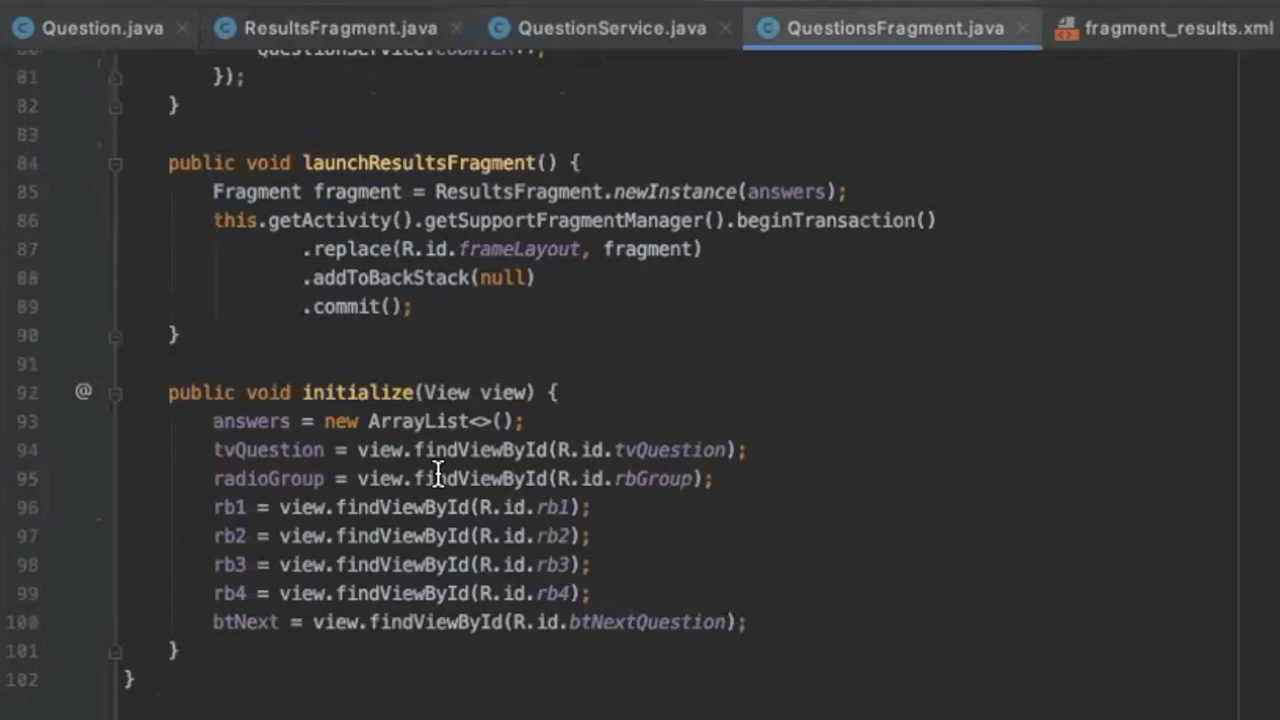 Question.java ResultsFragment.java QuestionService.java QuestionsFragment.java fragment_results.xml
80 QuestionService.COUNTER++;
81 });
82 }
83
84 public void launchResultsFragment() {
85 Fragment fragment = ResultsFragment.newInstance(answers);
86 this.getActivity().getSupportFragmentManager().beginTransaction()
87 .replace(R.id.frameLayout, fragment)
88 .addToBackStack(null)
89 .commit();
90 }
91
92 @ public void initialize(View view) {
93 answers = new ArrayList<>();
94 tvQuestion = view.findViewById(R.id.tvQuestion);
95 radioGroup = view.findViewById(R.id.rbGroup);
96 rb1 = view.findViewById(R.id.rb1);
97 rb2 = view.findViewById(R.id.rb2);
98 rb3 = view.findViewById(R.id.rb3);
99 rb4 = view.findViewById(R.id.rb4);
100 btNext = view.findViewById(R.id.btNextQuestion);
101 }
102 }